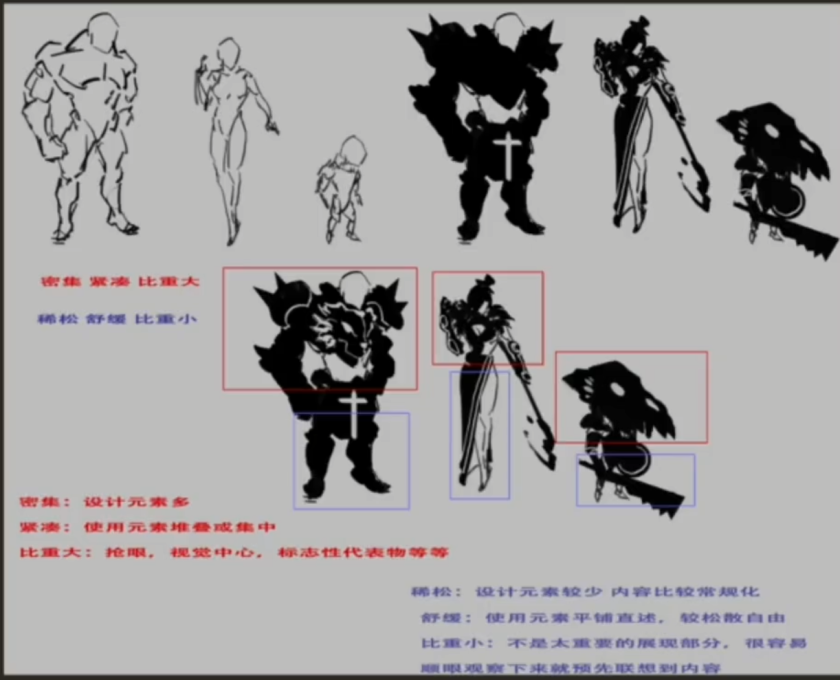 密集 紧凑 比重大
稀松 舒缓 比重小
密集：设计元素多
紧凑：使用元素堆叠或集中
比重大：抢眼，视觉中心，标志性代表物等等
稀松：设计元素较少 内容比较常规化
舒缓：使用元素平铺直述，较松散自由
比重小：不是太重要的展现部分，很容易
顺眼观察下来就预先联想到内容